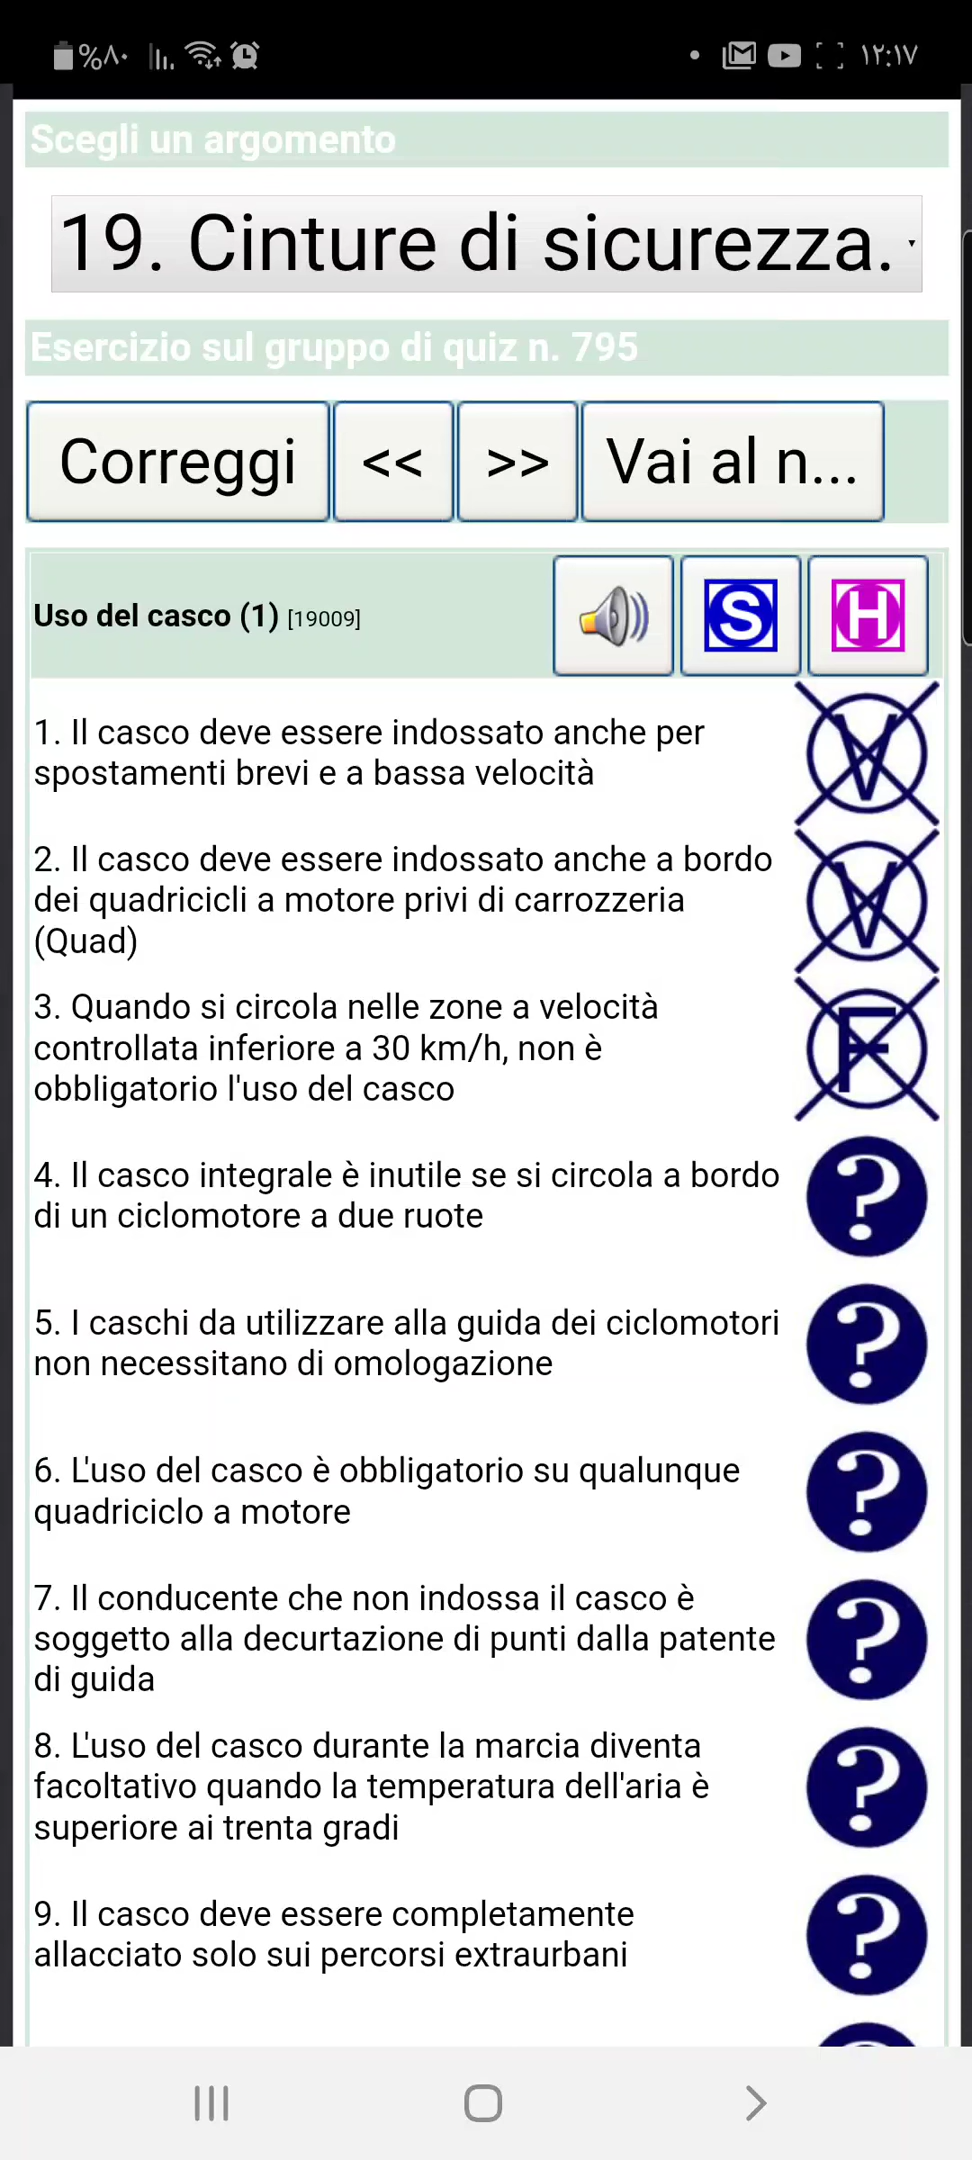 %٨٠ ١٢:١٧
Scegli un argomento
19. Cinture di sicurezza.
Esercizio sul gruppo di quiz n. 795
Correggi << >> Vai al n...
Uso del casco (1) [19009] S H
1. Il casco deve essere indossato anche per
spostamenti brevi e a bassa velocità
V
2. Il casco deve essere indossato anche a bordo
dei quadricicli a motore privi di carrozzeria
(Quad)
V
3. Quando si circola nelle zone a velocità
controllata inferiore a 30 km/h, non è
obbligatorio l'uso del casco
F
4. Il casco integrale è inutile se si circola a bordo
di un ciclomotore a due ruote
?
5. I caschi da utilizzare alla guida dei ciclomotori
non necessitano di omologazione
?
6. L'uso del casco è obbligatorio su qualunque
quadriciclo a motore
?
7. Il conducente che non indossa il casco è
soggetto alla decurtazione di punti dalla patente
di guida
?
8. L'uso del casco durante la marcia diventa
facoltativo quando la temperatura dell'aria è
superiore ai trenta gradi
?
9. Il casco deve essere completamente
allacciato solo sui percorsi extraurbani
?